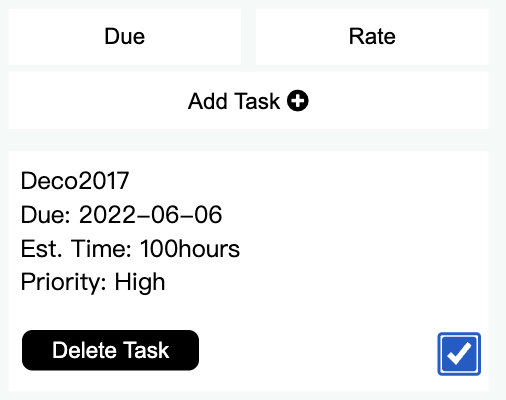 Due
Rate
Add Task
Deco2017
Due: 2022-06-06
Est. Time: 100hours
Priority: High
Delete Task